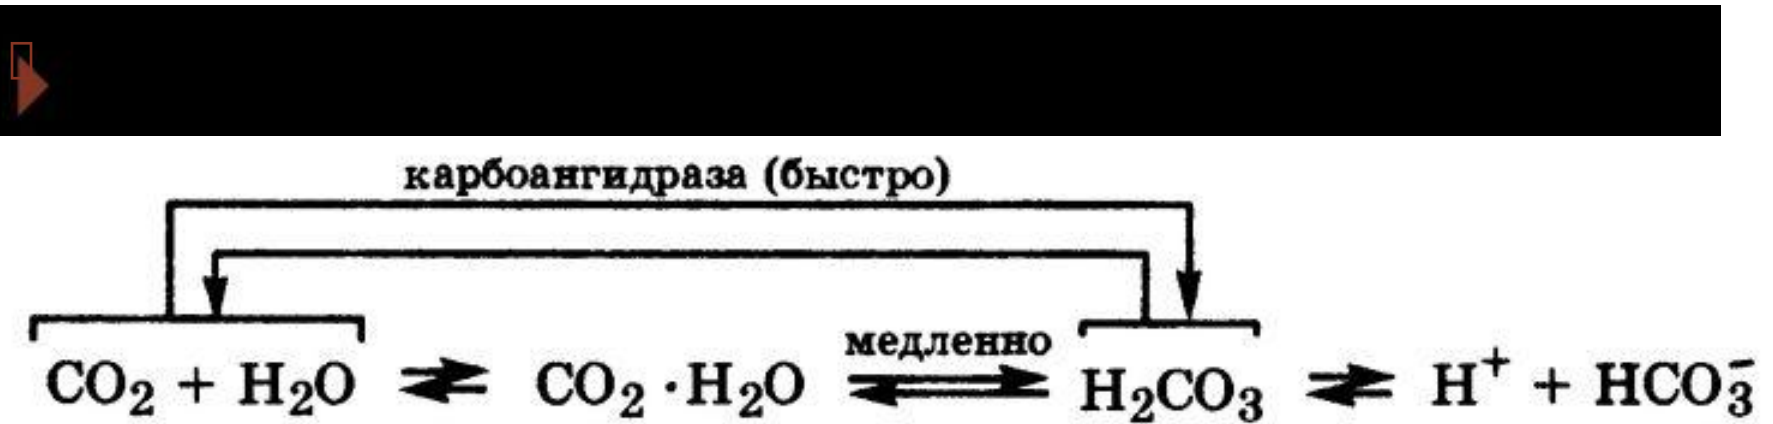 карбоангидраза (быстро)
медленно
CO₂ + H₂O ⇌ CO₂ · H₂O ⇌ H₂CO₃ ⇌ H⁺ + HCO₃⁻